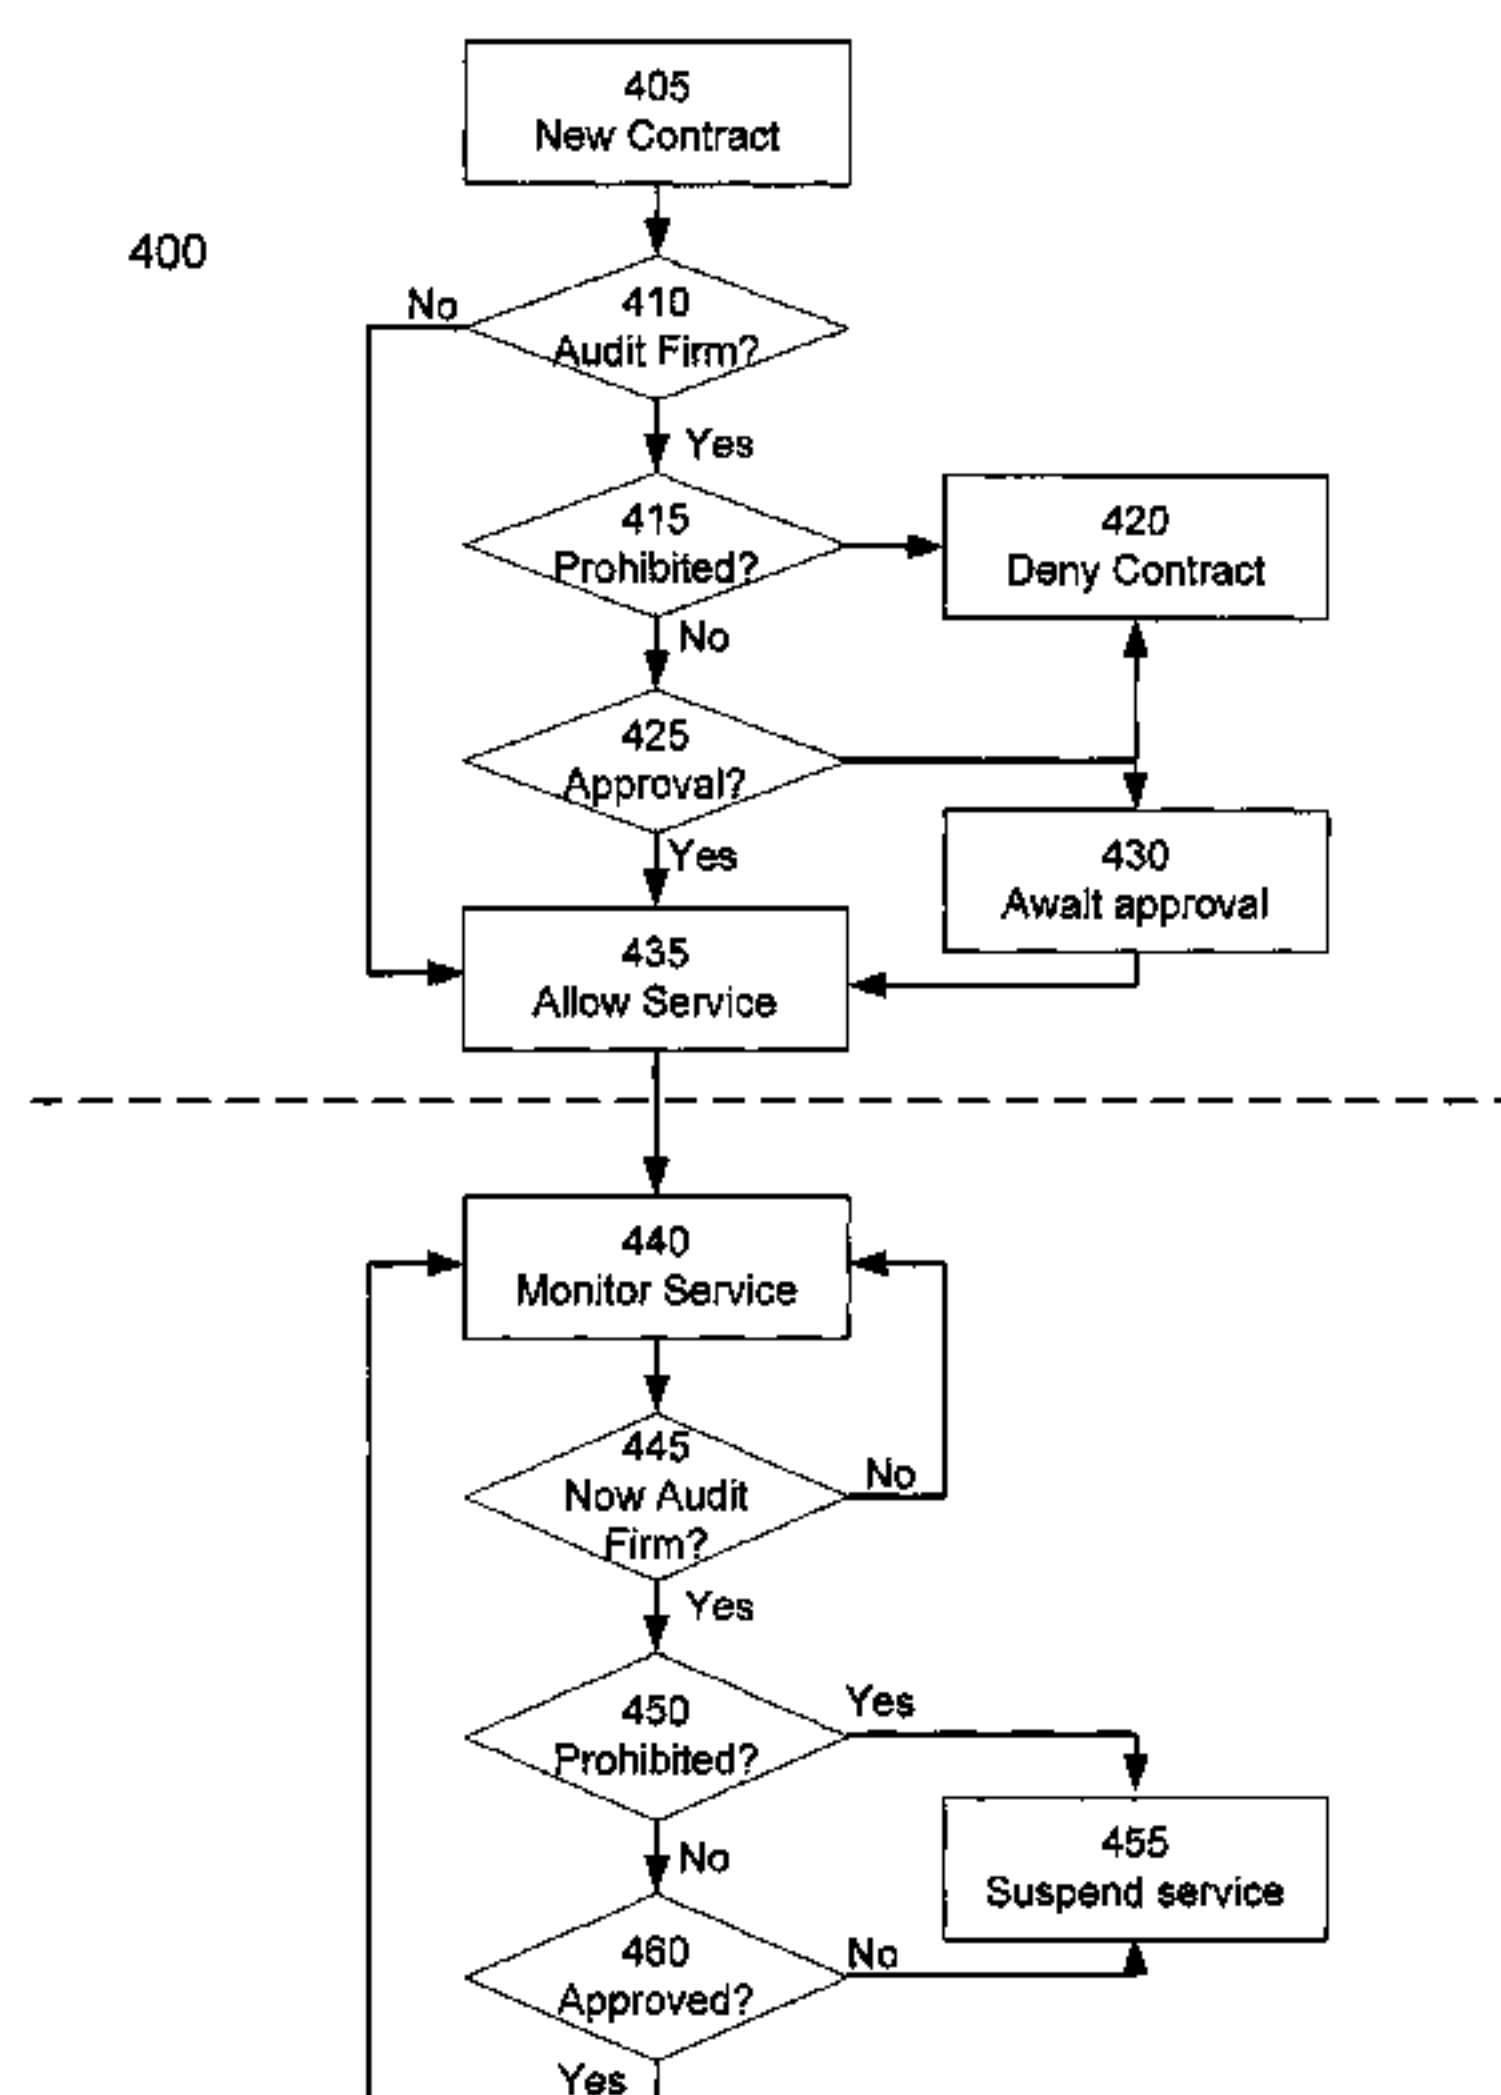 405
New Contract
400
No
410
Audit Firm?
Yes
415
Prohibited?
420
Deny Contract
No
425
Approval?
Yes
430
Await approval
435
Allow Service
440
Monitor Service
445
Now Audit
Firm?
No
Yes
450
Prohibited?
Yes
No
455
Suspend service
460
Approved?
No
Yes